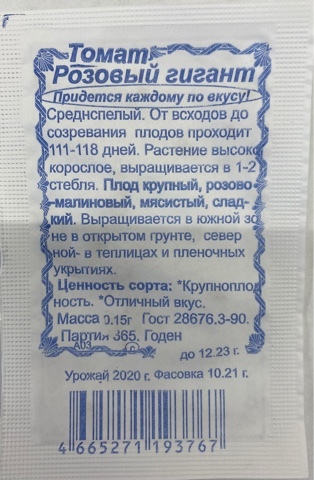 Томат
Розовый гигант
Придется каждому по вкусу!
Среднспелый. От всходов до
созревания плодов проходит
111-118 дней. Растение высоко
корослое, выращивается в 1-2
стебля. Плод крупный, розово
-малиновый, мясистый, слад-
кий. Выращивается в южной зо
не в открытом грунте, север
ной- в теплицах и пленочных
укрытиях.
Ценность сорта: *Крупнопло
ность. *Отличный вкус.
Масса 0.15г Гост 28676.3-90.
Партия 365. Годен
до 12.23 г.
Урожай 2020 г. Фасовка 10.21 г.
4 665271 193767